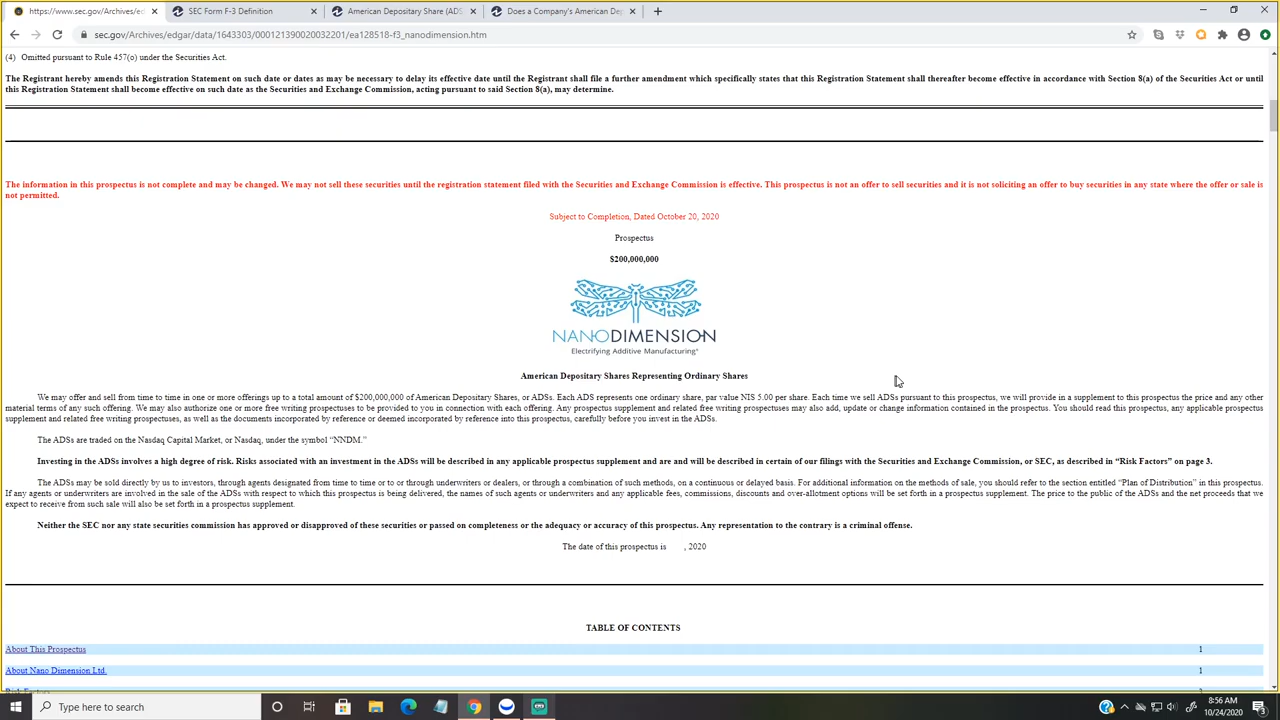 https://www.sec.gov/Archives/ed
SEC Form F-3 Definition
American Depositary Share (ADS
Does a Company's American Dep
sec.gov/Archives/edgar/data/1643303/000121390020032201/ea128518-f3_nanodimension.htm
(4) Omitted pursuant to Rule 457(o) under the Securities Act.
The Registrant hereby amends this Registration Statement on such date or dates as may be necessary to delay its effective date until the Registrant shall file a further amendment which specifically states that this Registration Statement shall thereafter become effective in accordance with Section 8(a) of the Securities Act or until
this Registration Statement shall become effective on such date as the Securities and Exchange Commission, acting pursuant to said Section 8(a), may determine.
The information in this prospectus is not complete and may be changed. We may not sell these securities until the registration statement filed with the Securities and Exchange Commission is effective. This prospectus is not an offer to sell securities and it is not soliciting an offer to buy securities in any state where the offer or sale is
not permitted.
Subject to Completion, Dated October 20, 2020
Prospectus
$200,000,000
NANODIMENSION
Electrifying Additive Manufacturing®
American Depositary Shares Representing Ordinary Shares
We may offer and sell from time to time in one or more offerings up to a total amount of $200,000,000 of American Depositary Shares, or ADSs. Each ADS represents one ordinary share, par value NIS 5.00 per share. Each time we sell ADSs pursuant to this prospectus, we will provide in a supplement to this prospectus the price and any other
material terms of any such offering. We may also authorize one or more free writing prospectuses to be provided to you in connection with each offering. Any prospectus supplement and related free writing prospectuses may also add, update or change information contained in the prospectus. You should read this prospectus, any applicable prospectus
supplement and related free writing prospectuses, as well as the documents incorporated by reference or deemed incorporated by reference into this prospectus, carefully before you invest in the ADSs.
The ADSs are traded on the Nasdaq Capital Market, or Nasdaq, under the symbol “NNDM.”
Investing in the ADSs involves a high degree of risk. Risks associated with an investment in the ADSs will be described in any applicable prospectus supplement and are and will be described in certain of our filings with the Securities and Exchange Commission, or SEC, as described in “Risk Factors” on page 3.
The ADSs may be sold directly by us to investors, through agents designated from time to time or to or through underwriters or dealers, or through a combination of such methods, on a continuous or delayed basis. For additional information on the methods of sale, you should refer to the section entitled “Plan of Distribution” in this prospectus.
If any agents or underwriters are involved in the sale of the ADSs with respect to which this prospectus is being delivered, the names of such agents or underwriters and any applicable fees, commissions, discounts and over-allotment options will be set forth in a prospectus supplement. The price to the public of the ADSs and the net proceeds that we
expect to receive from such sale will also be set forth in a prospectus supplement.
Neither the SEC nor any state securities commission has approved or disapproved of these securities or passed on completeness or the adequacy or accuracy of this prospectus. Any representation to the contrary is a criminal offense.
The date of this prospectus is , 2020
TABLE OF CONTENTS
About This Prospectus 1
About Nano Dimension Ltd. 1
Type here to search
8:56 AM
10/24/2020